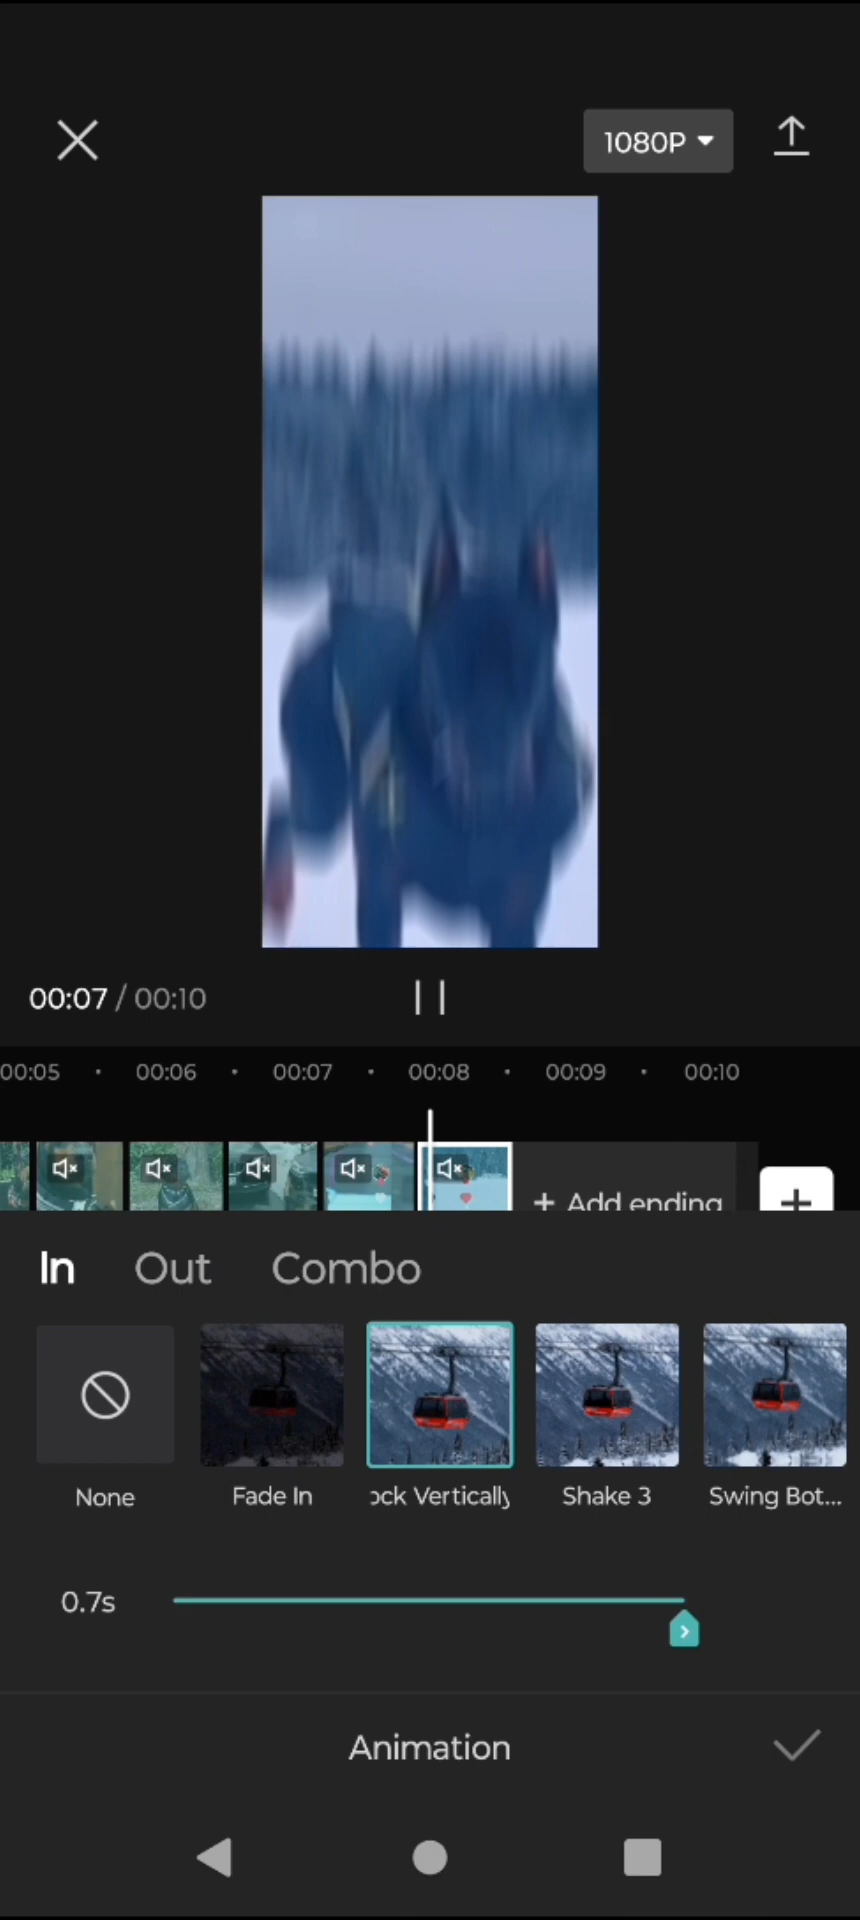 1080P
00:07 / 00:10
00:05 00:06 00:07 00:08 00:09 00:10
+ Add ending
In Out Combo
None Fade In ock Vertically Shake 3 Swing Bot...
0.7s
Animation